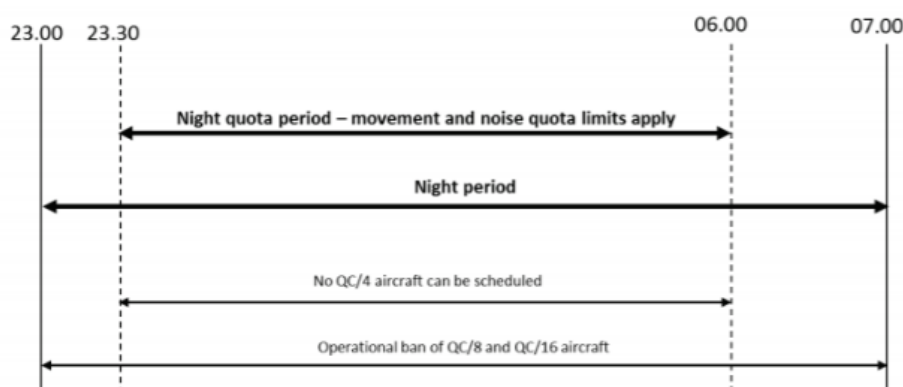 23.00 23.30 06.00 07.00
Night quota period – movement and noise quota limits apply
Night period
No QC/4 aircraft can be scheduled
Operational ban of QC/8 and QC/16 aircraft